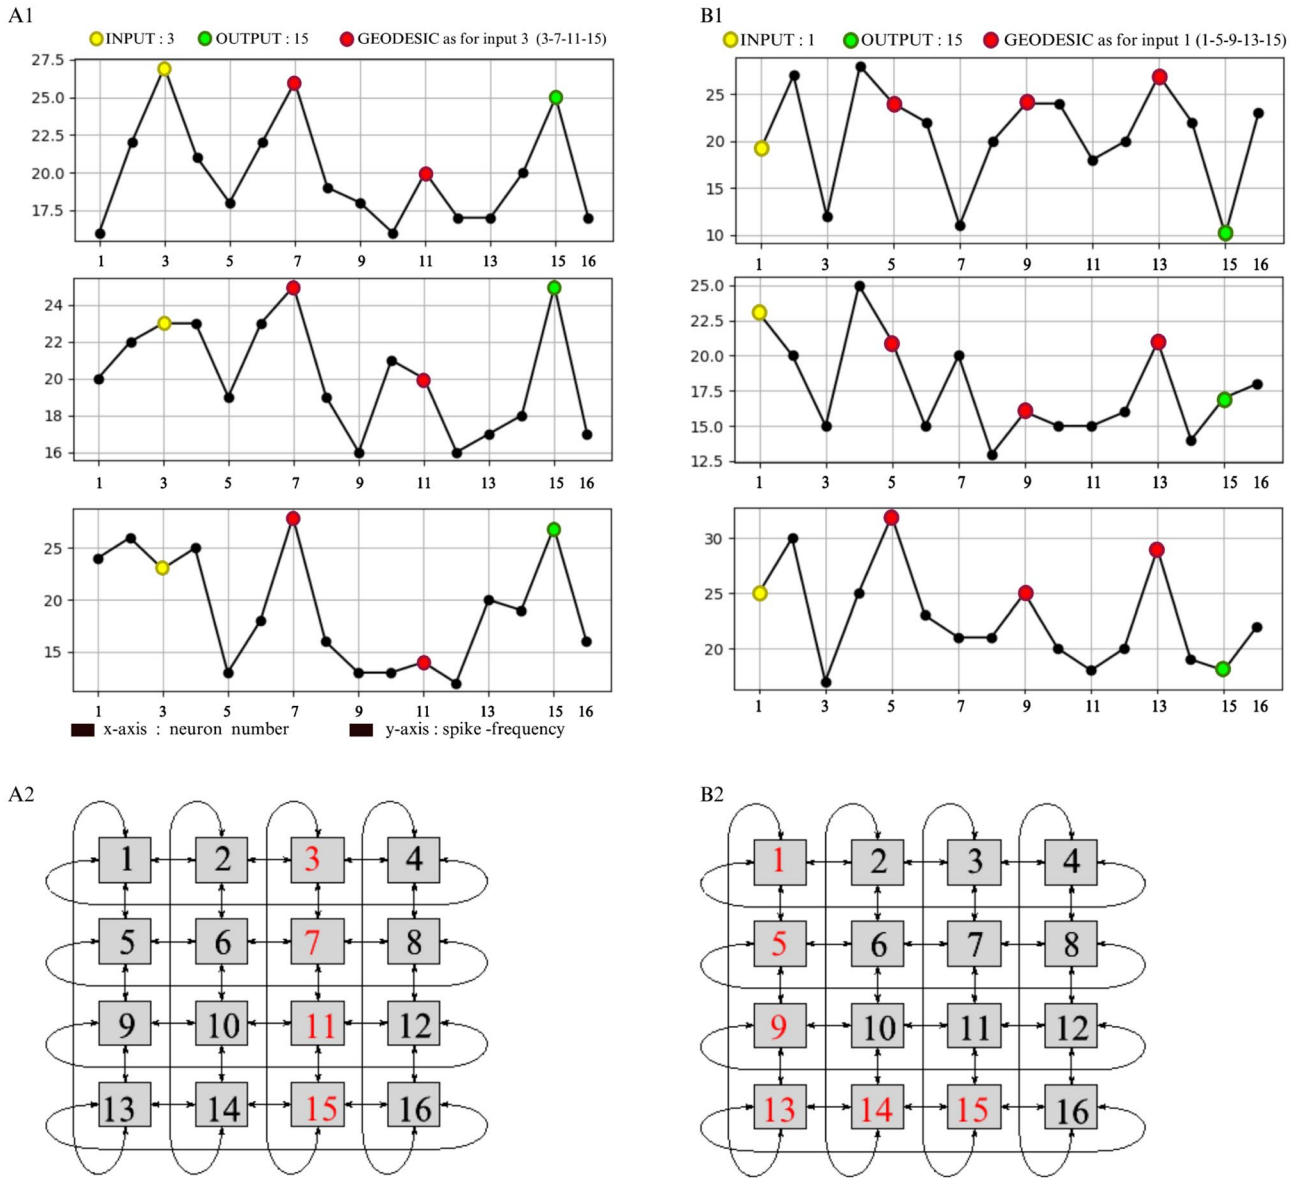 A1
INPUT : 3 OUTPUT : 15 GEODESIC as for input 3 (3-7-11-15)
27.5
25.0
22.5
20.0
17.5
1 3 5 7 9 11 13 15 16
24
22
20
18
16
1 3 5 7 9 11 13 15 16
25
20
15
1 3 5 7 9 11 13 15 16
x-axis : neuron number y-axis : spike -frequency
B1
INPUT : 1 OUTPUT : 15 GEODESIC as for input 1 (1-5-9-13-15)
25
20
15
10
1 3 5 7 9 11 13 15 16
25.0
22.5
20.0
17.5
15.0
12.5
1 3 5 7 9 11 13 15 16
30
25
20
1 3 5 7 9 11 13 15 16
A2
1 2 3 4
5 6 7 8
9 10 11 12
13 14 15 16
B2
1 2 3 4
5 6 7 8
9 10 11 12
13 14 15 16